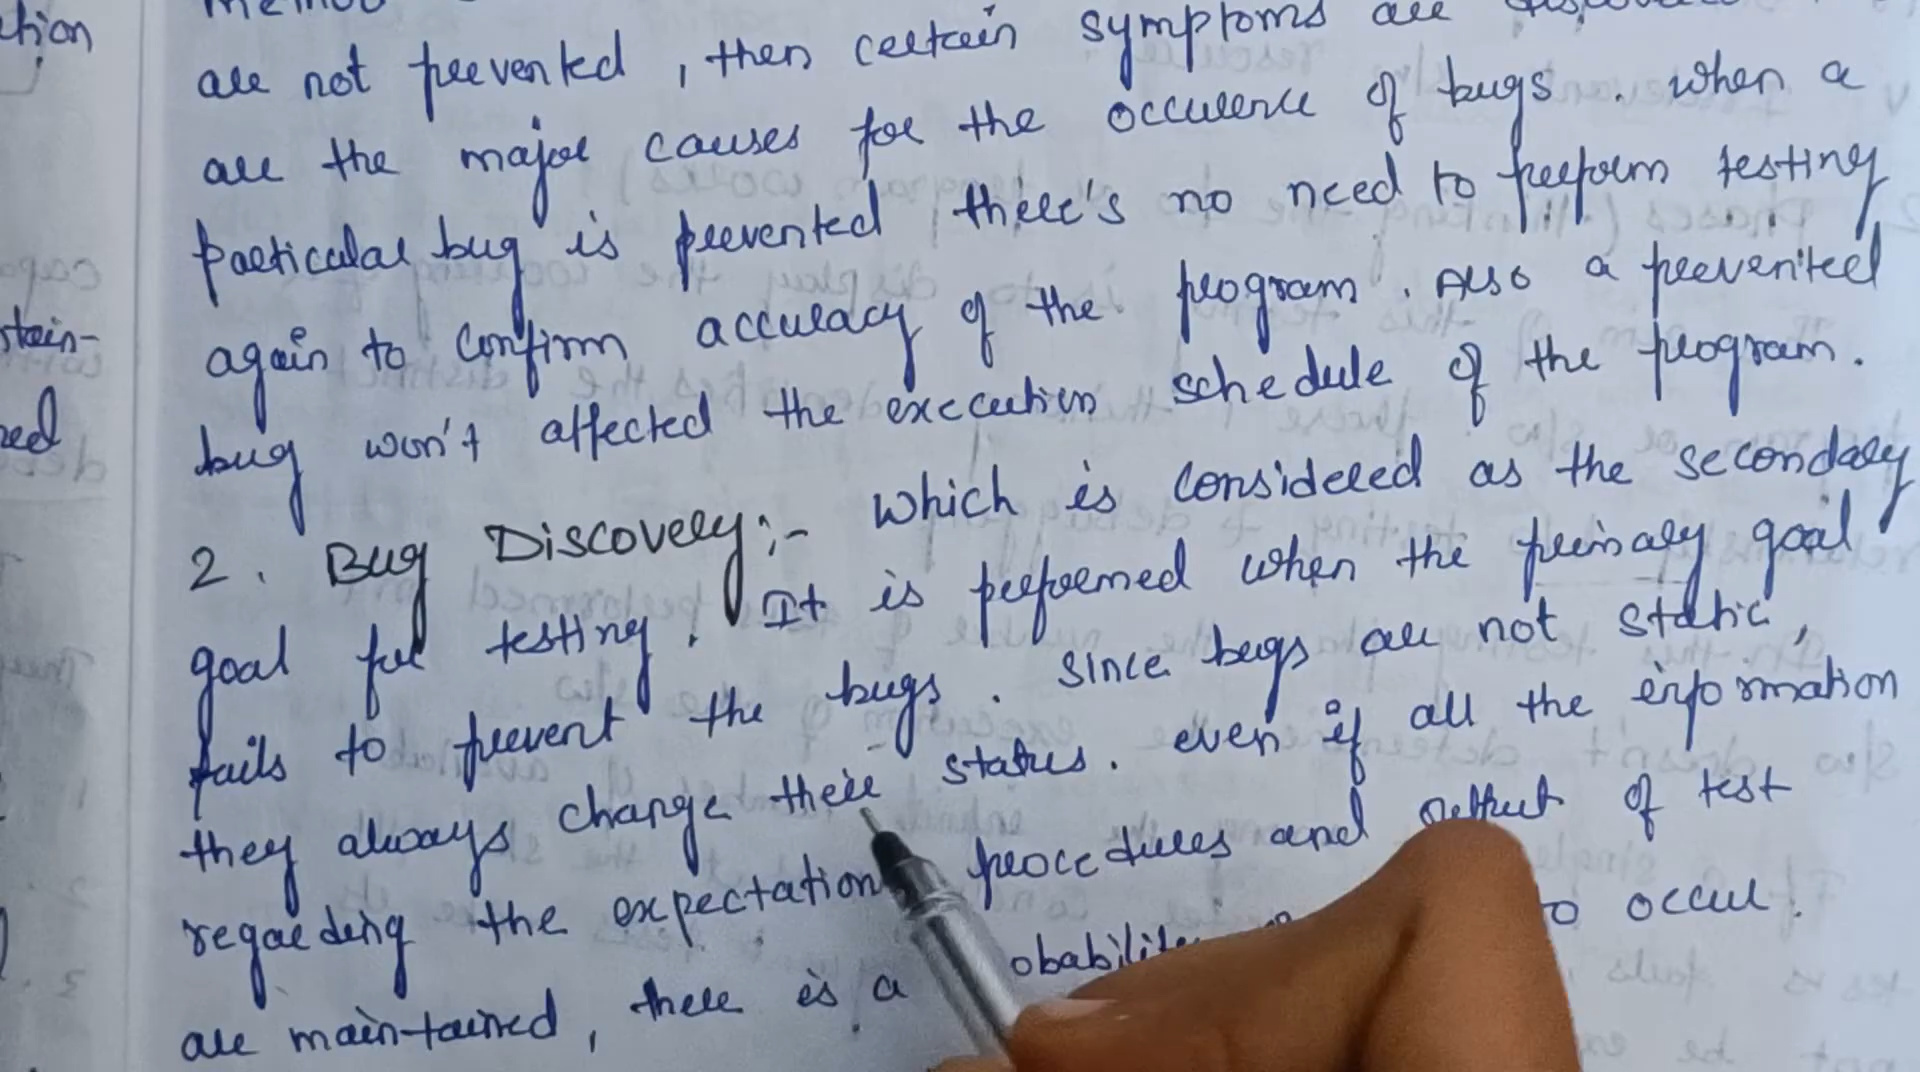 ction
are not prevented, then certain symptoms are
are the major causes for the occurence of bugs. when a
particular bug is prevented there's no need to perform testing
again to confirm accuracy of the program. Also a prevented
bug won't affected the execution schedule of the program.
2. Bug Discovery:- which is considered as the secondary
goal for testing. It is performed when the primary goal
fails to prevent the bugs. Since bugs are not static,
they always change their status. even if all the information
regarding the expectation procedures and of test
are main-tained, there is a to occur.